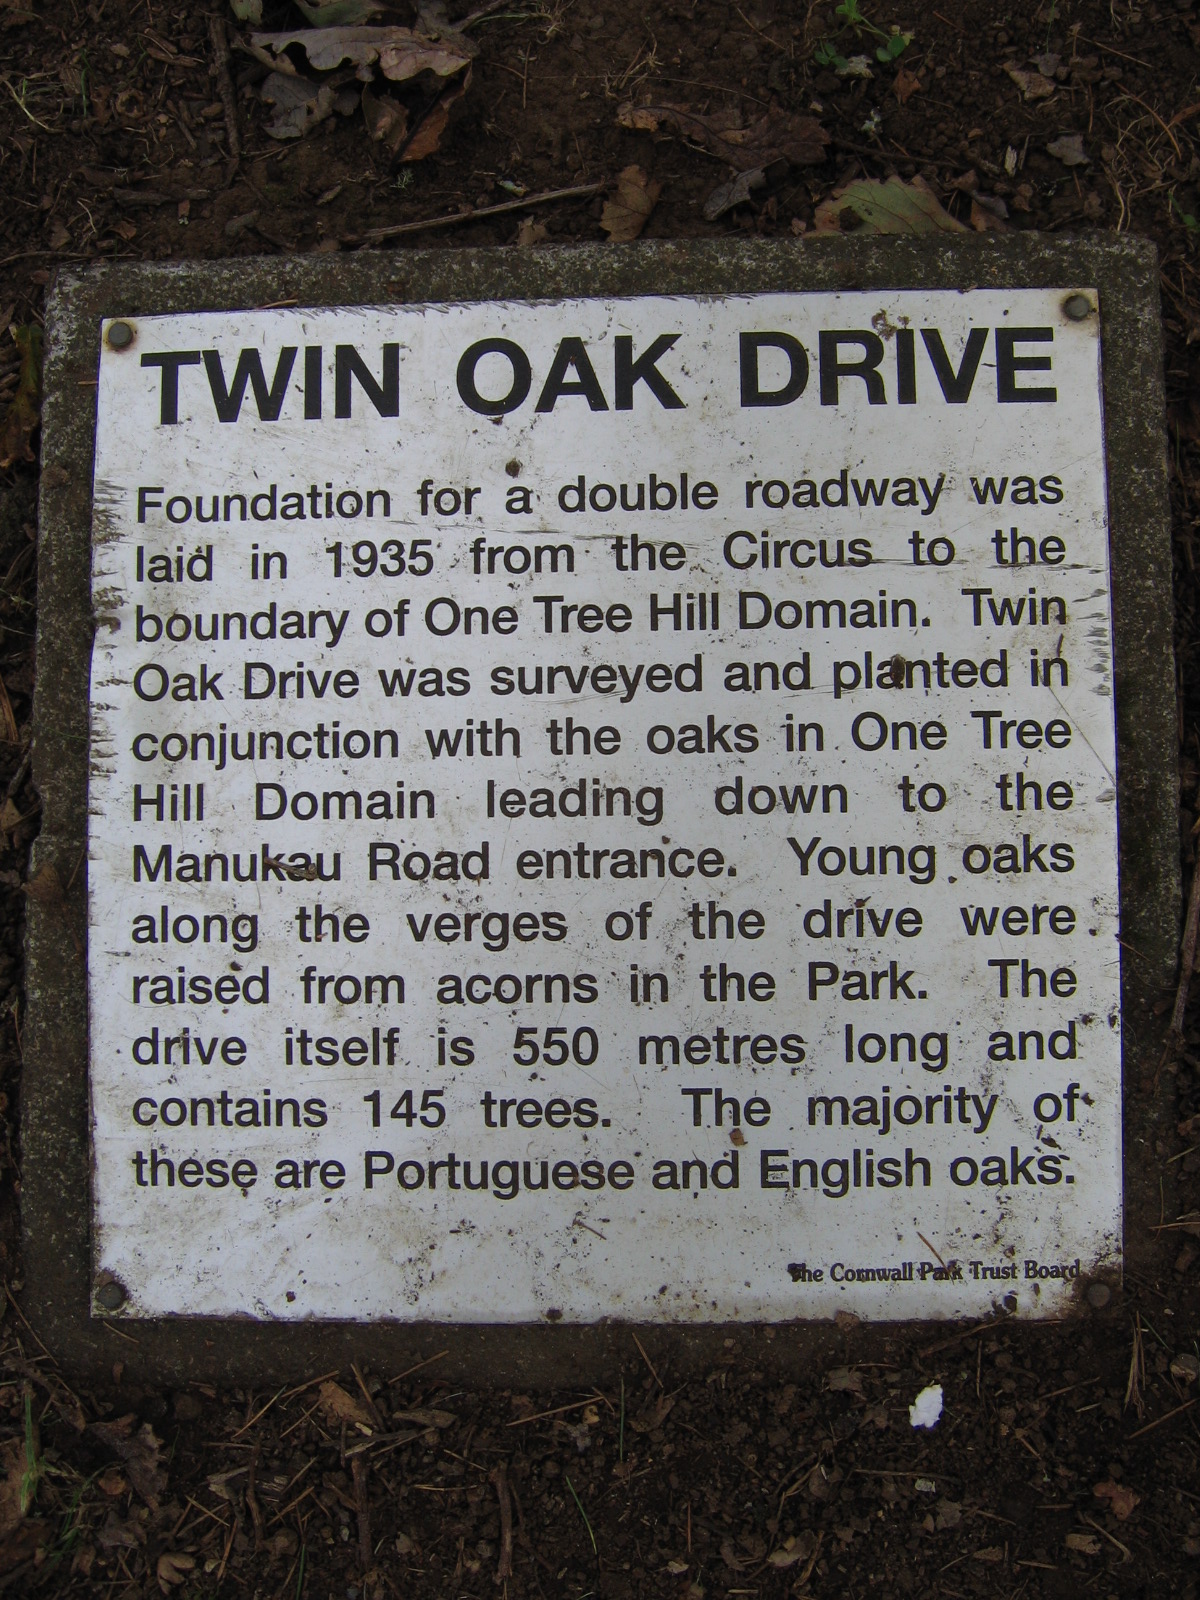 TWIN OAK DRIVE
Foundation for a double roadway was
laid in 1935 from the Circus to the
boundary of One Tree Hill Domain. Twin
Oak Drive was surveyed and planted in
conjunction with the oaks in One Tree
Hill Domain leading down to the
Manukau Road entrance. Young oaks
along the verges of the drive were
raised from acorns in the Park. The
drive itself is 550 metres long and
contains 145 trees. The majority of
these are Portuguese and English oaks.
The Cornwall Park Trust Board